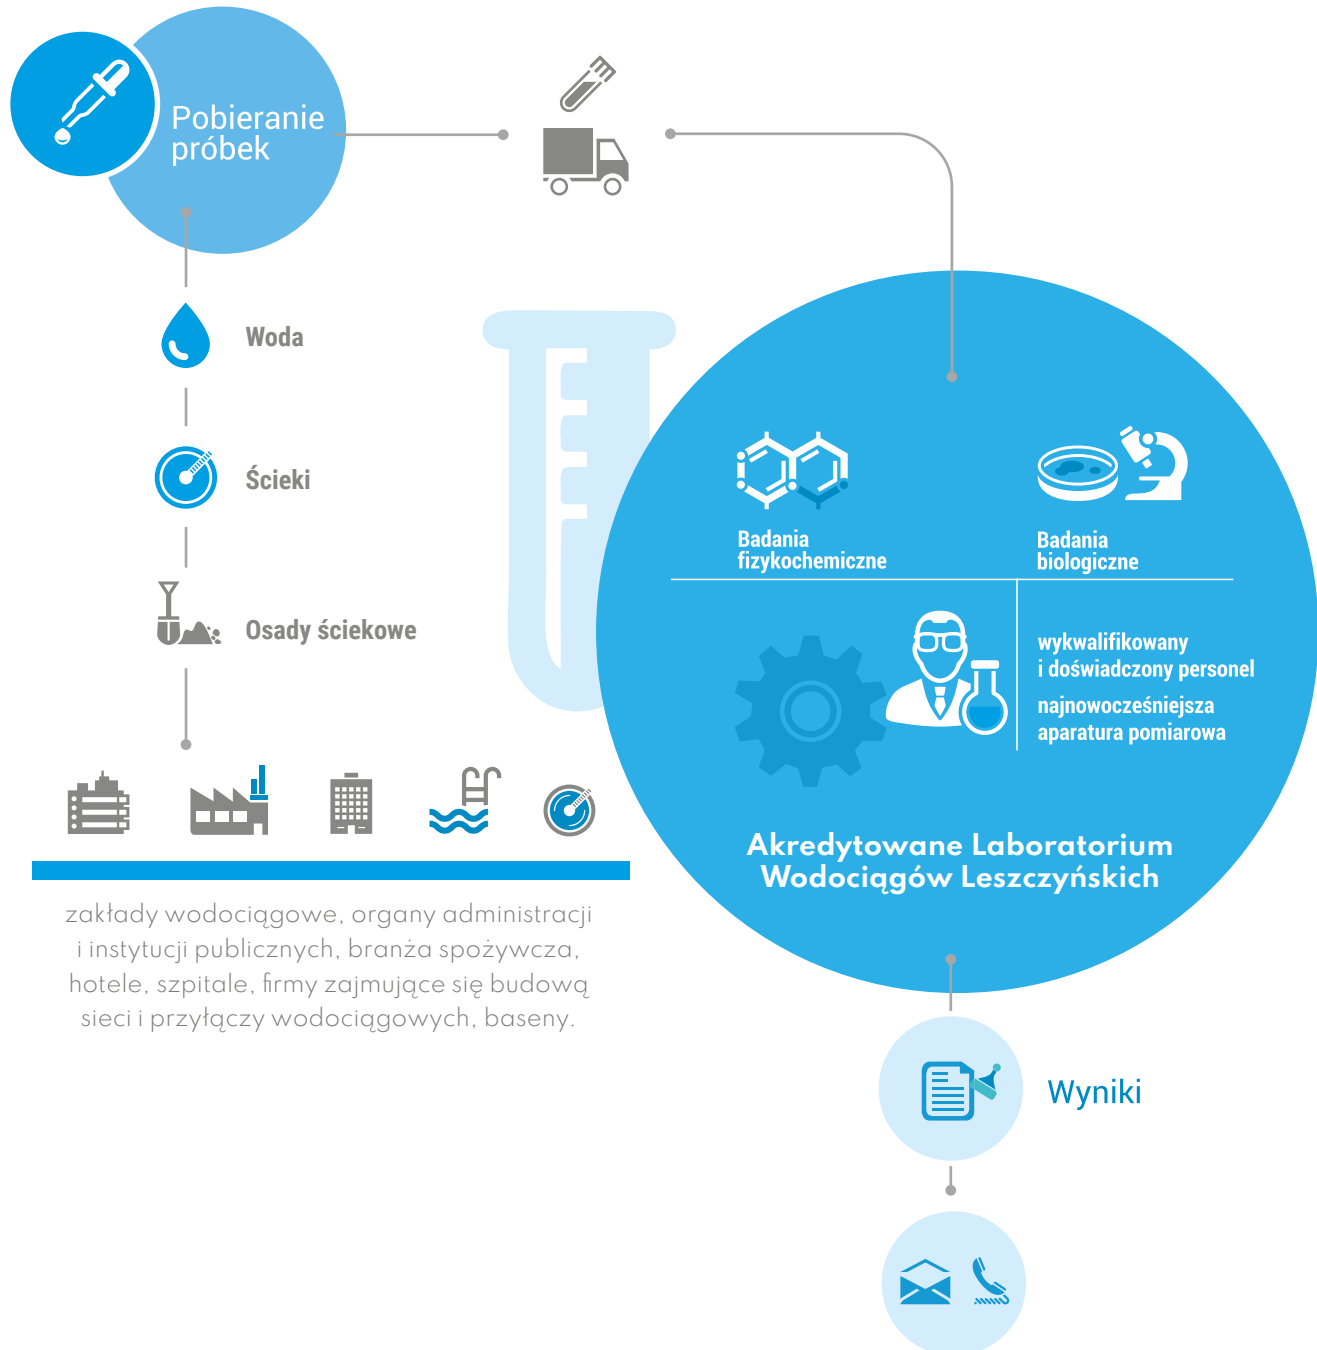 Pobieranie
próbek
Woda
Ścieki
Osady ściekowe
zakłady wodociągowe, organy administracji
i instytucji publicznych, branża spożywcza,
hotele, szpitale, firmy zajmujące się budową
sieci i przyłączy wodociągowych, baseny.
Badania
fizykochemiczne
Badania
biologiczne
wykwalifikowany
i doświadczony personel
najnowocześniejsza
aparatura pomiarowa
Akredytowane Laboratorium
Wodociągów Leszczyńskich
Wyniki